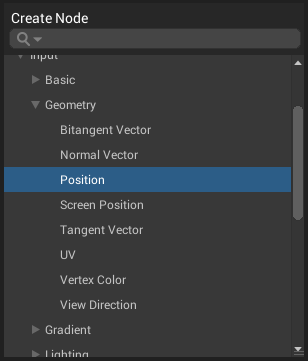 Create Node
Input
Basic
Geometry
Bitangent Vector
Normal Vector
Position
Screen Position
Tangent Vector
UV
Vertex Color
View Direction
Gradient
Lighting